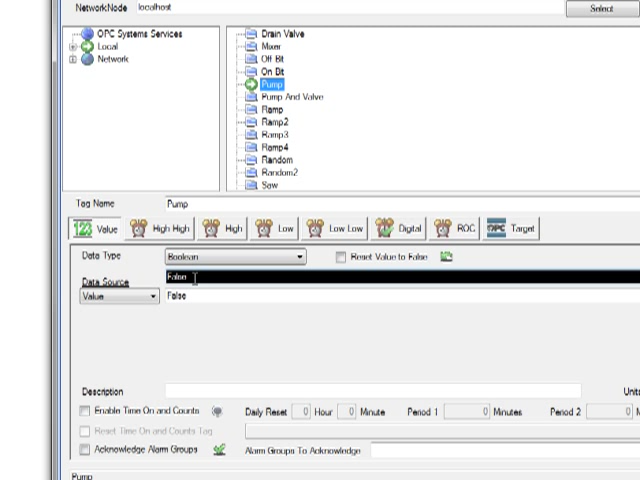 NetworkNode localhost Select
OPC Systems Services
Local
Network
Drain Valve
Mixer
Off Bit
On Bit
Pump
Pump And Valve
Ramp
Ramp2
Ramp3
Ramp4
Random
Random2
Saw
Tag Name Pump
123 Value High High High Low Low Low Digital ROC OPC Target
Data Type Boolean Reset Value to False
False
Data Source
Value False
Description Units
Enable Time On and Counts Daily Reset 0 Hour 0 Minute Period 1 0 Minutes Period 2 0 M
Reset Time On and Counts Tag
Acknowledge Alarm Groups Alarm Groups To Acknowledge
Pump